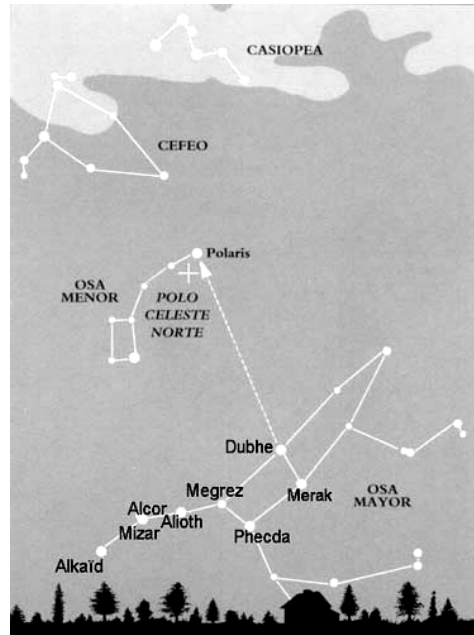 CASIOPEA
CEFEO
Polaris
OSA
MENOR
POLO
CELESTE
NORTE
Dubhe
Megrez
Merak
OSA
MAYOR
Alcor
Mizar
Alioth
Phecda
Alkaïd